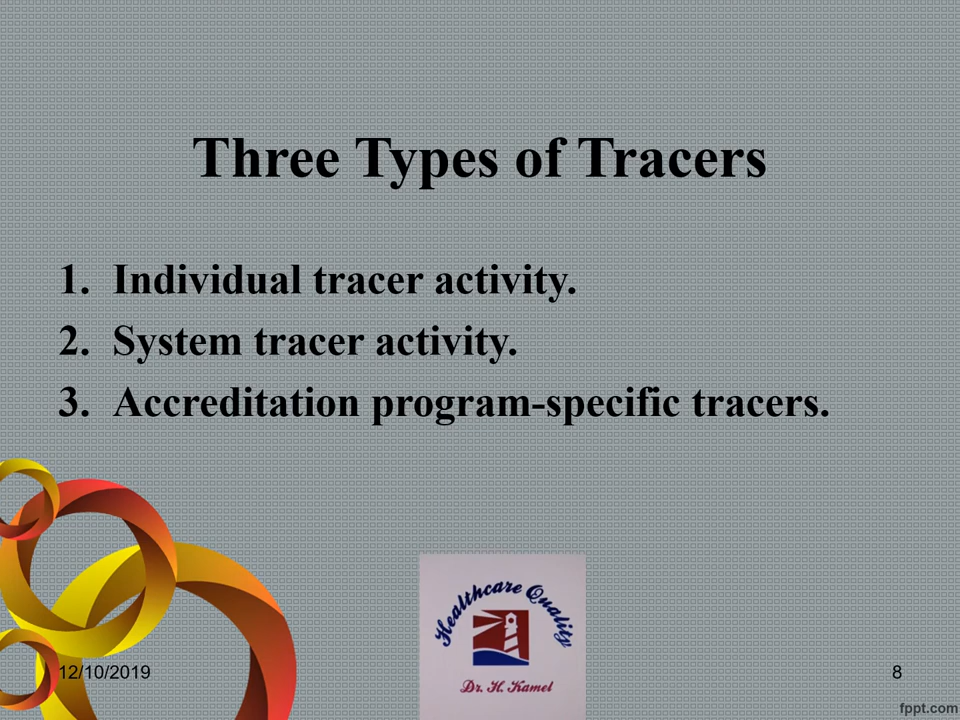 Three Types of Tracers
1. Individual tracer activity.
2. System tracer activity.
3. Accreditation program-specific tracers.
Healthcare Quality
Dr. H. Kamel
12/10/2019
8
fppt.com